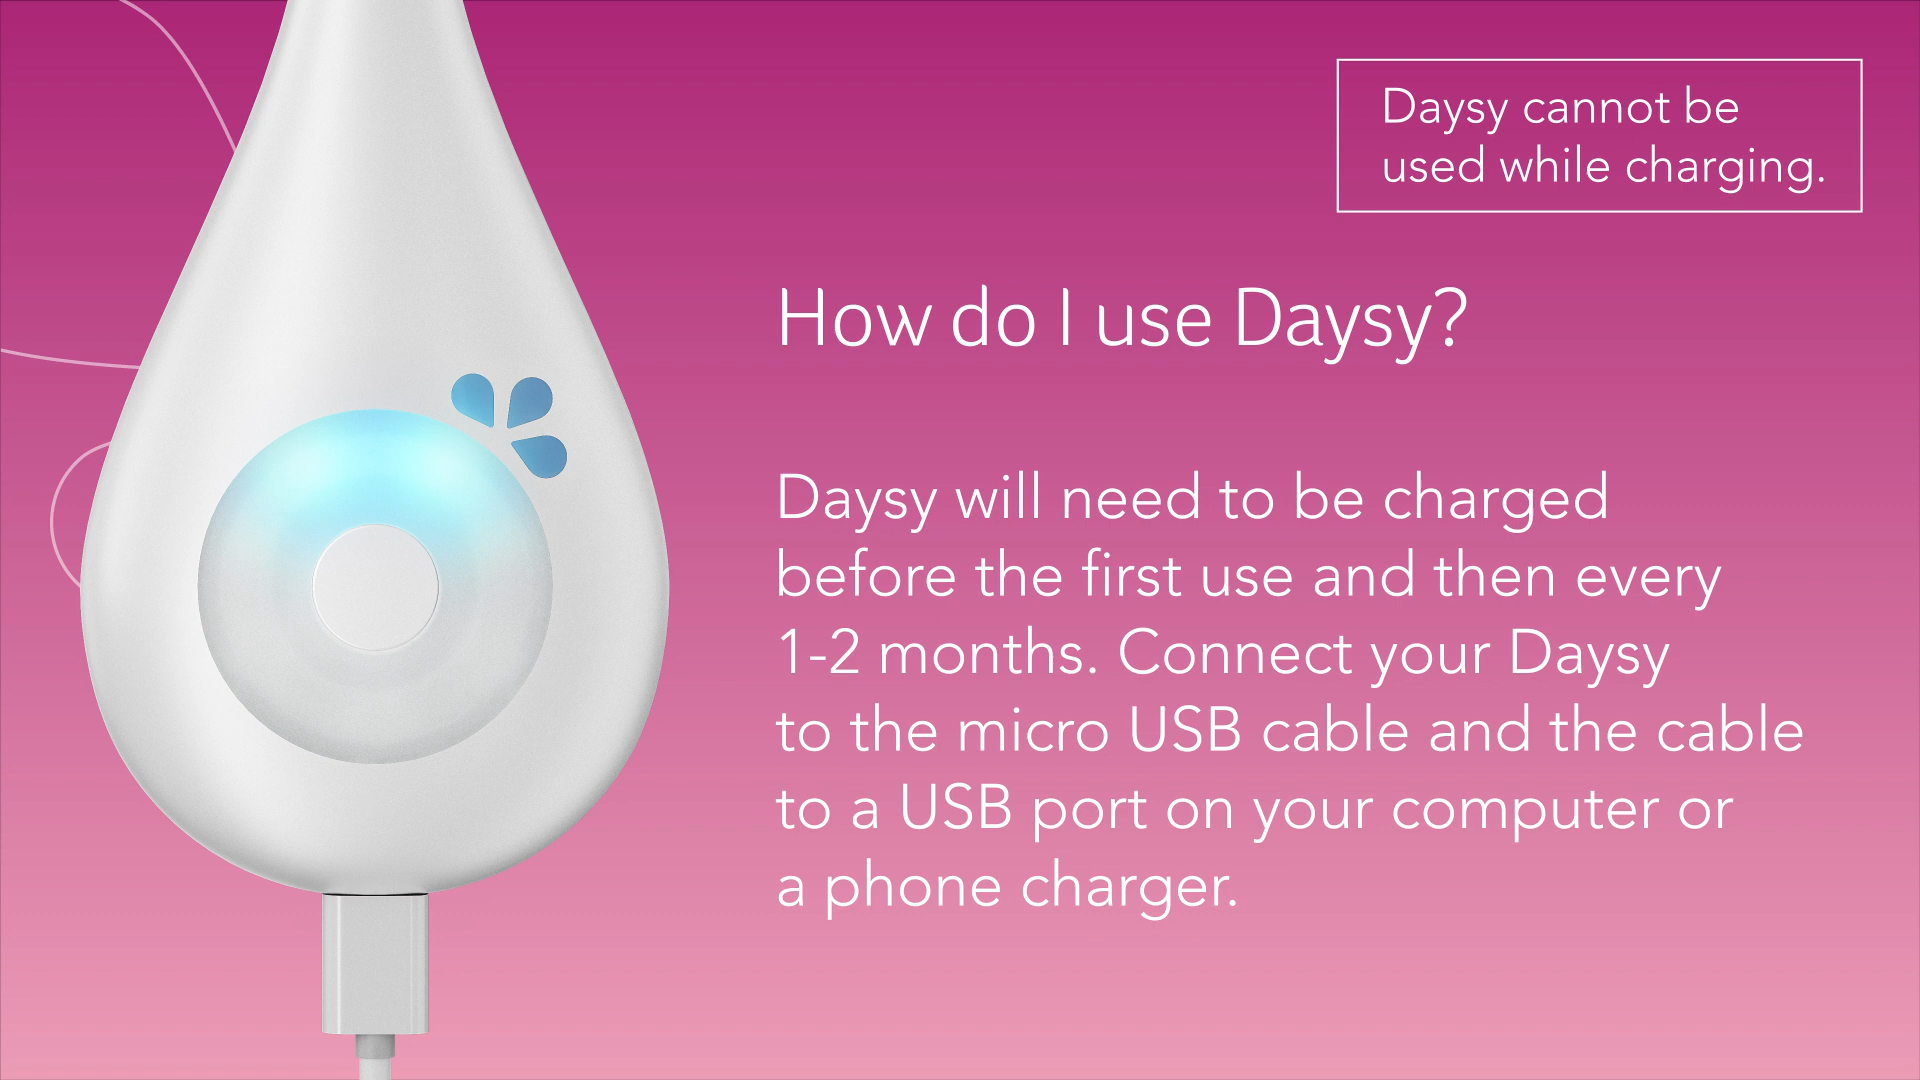 Daysy cannot be
used while charging.
How do I use Daysy?
Daysy will need to be charged
before the first use and then every
1-2 months. Connect your Daysy
to the micro USB cable and the cable
to a USB port on your computer or
a phone charger.